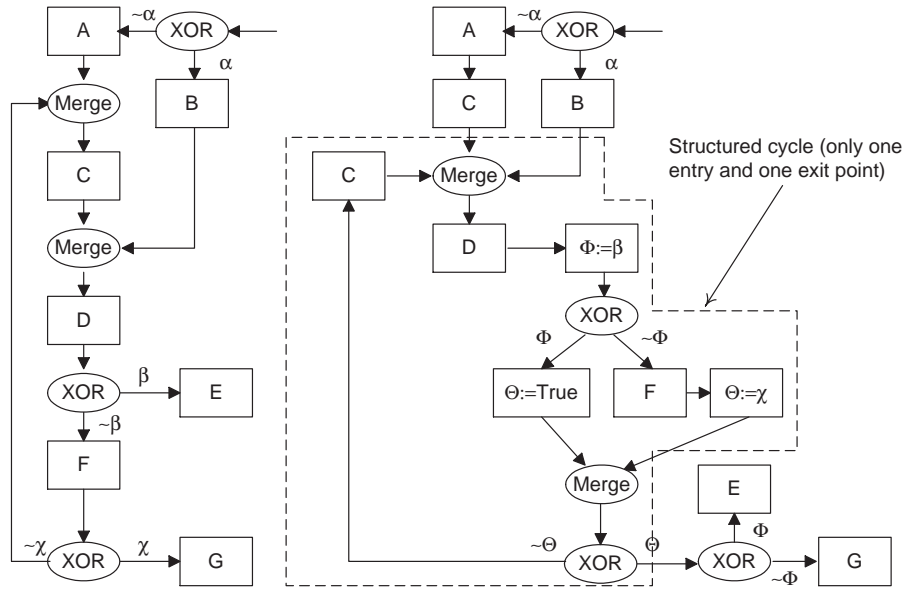 A
~α
XOR
α
B
Merge
C
Merge
D
XOR
β
E
~β
F
~χ
XOR
χ
G
A
~α
XOR
α
C
B
Structured cycle (only one
entry and one exit point)
C
Merge
D
Φ:=β
XOR
Φ
~Φ
Θ:=True
F
Θ:=χ
Merge
E
~Θ
XOR
Θ
XOR
Φ
~Φ
G